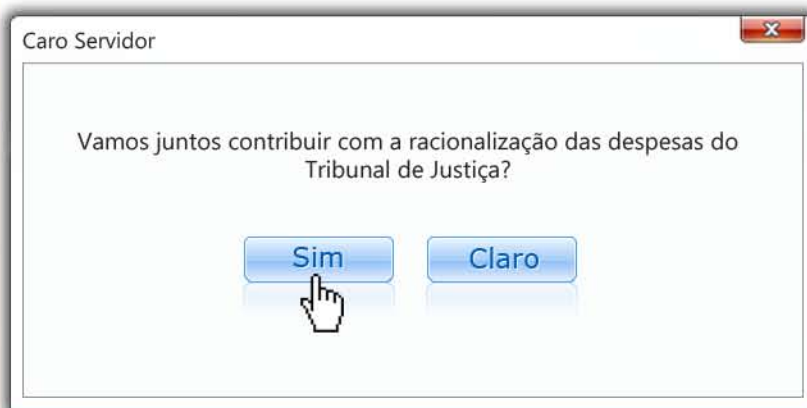 Caro Servidor
Vamos juntos contribuir com a racionalização das despesas do
Tribunal de Justiça?
Sim
Claro